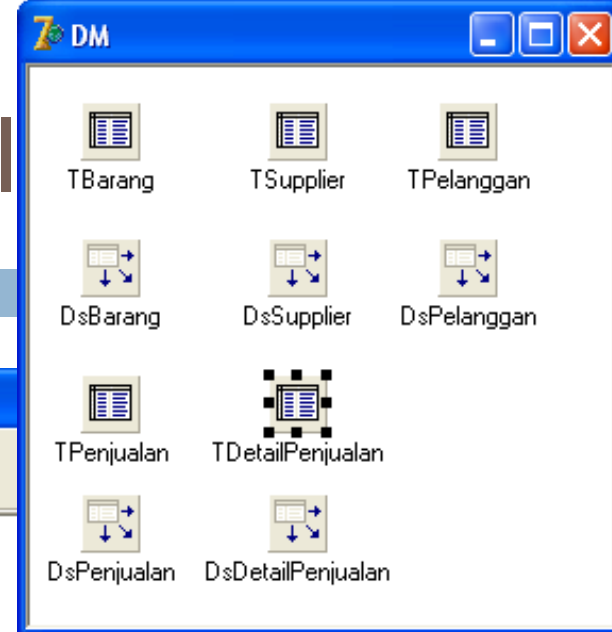 DM
TBarang TSupplier TPelanggan
DsBarang DsSupplier DsPelanggan
TPenjualan TDetailPenjualan
DsPenjualan DsDetailPenjualan